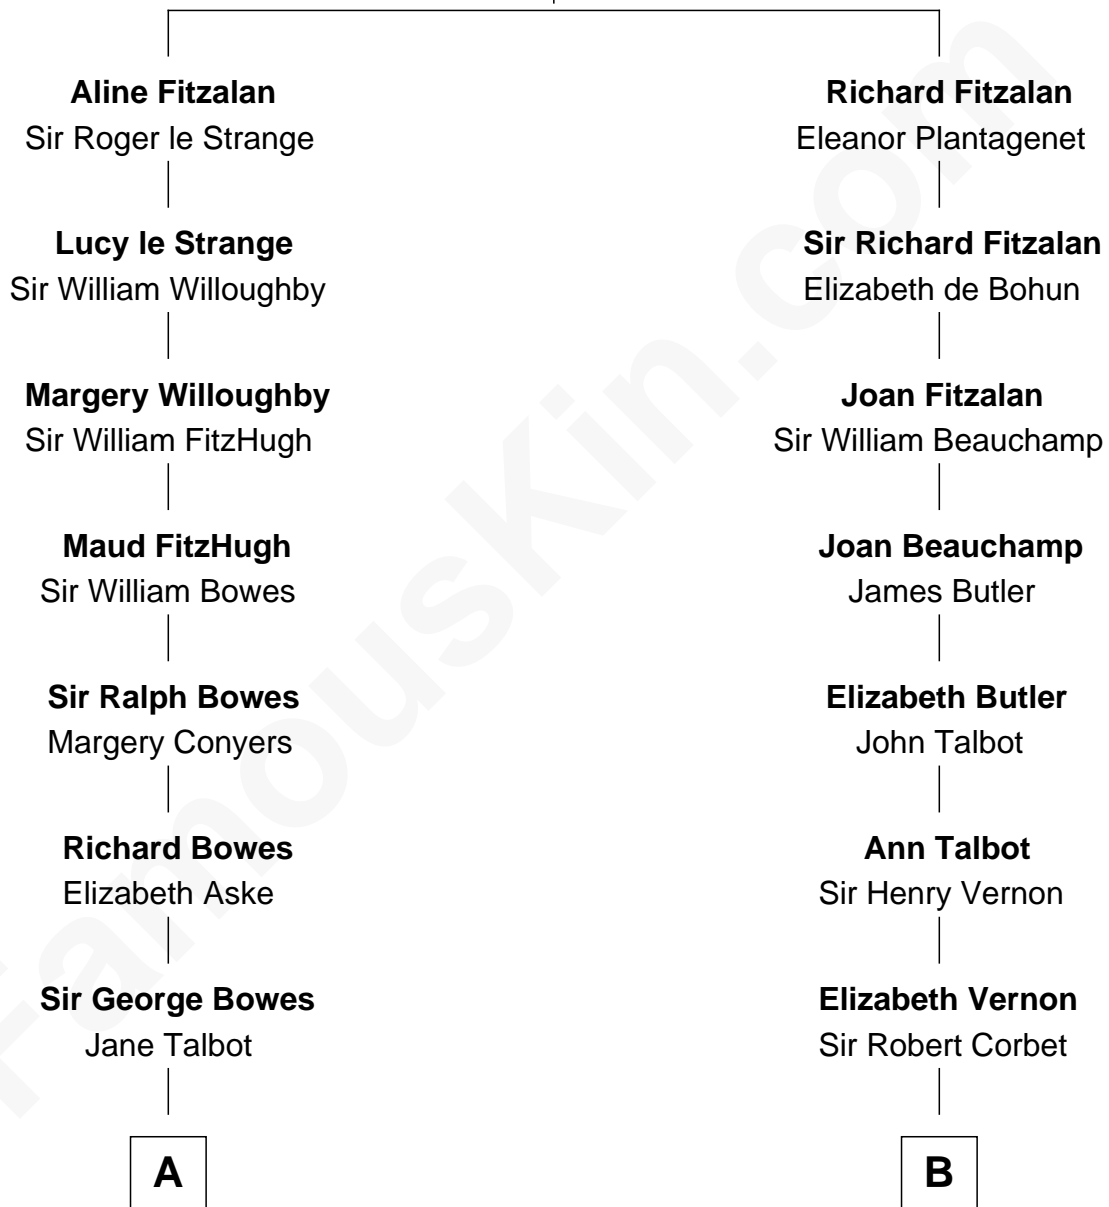 Aline Fitzalan
Sir Roger le Strange
Richard Fitzalan
Eleanor Plantagenet
Lucy le Strange
Sir William Willoughby
Sir Richard Fitzalan
Elizabeth de Bohun
Margery Willoughby
Sir William FitzHugh
Joan Fitzalan
Sir William Beauchamp
Maud FitzHugh
Sir William Bowes
Joan Beauchamp
James Butler
Sir Ralph Bowes
Margery Conyers
Elizabeth Butler
John Talbot
Richard Bowes
Elizabeth Aske
Ann Talbot
Sir Henry Vernon
Sir George Bowes
Jane Talbot
Elizabeth Vernon
Sir Robert Corbet
A
B
FamousKin.com